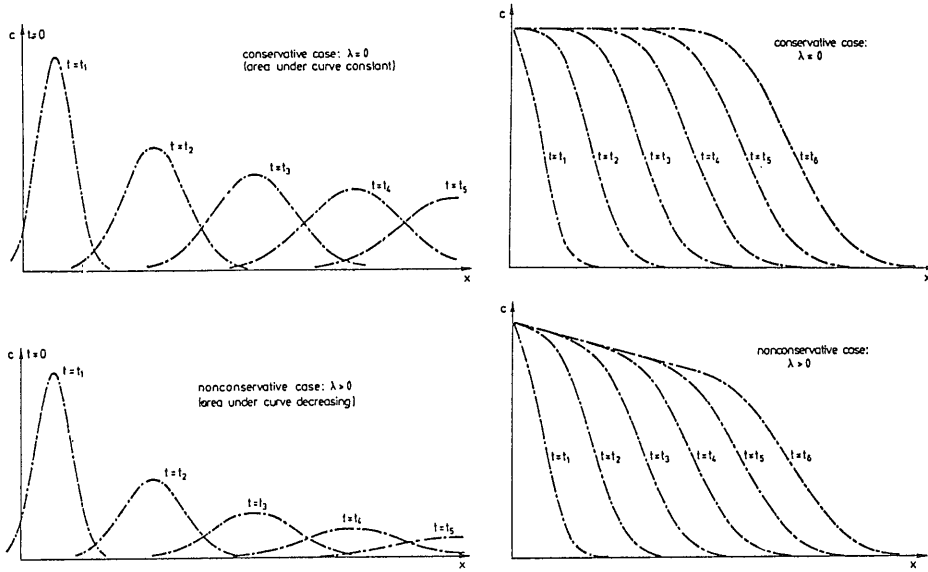 c
t=0
t=t₁
conservative case: λ=0
(area under curve constant)
t=t₂
t=t₃
t=t₄
t=t₅
x
c
conservative case:
λ=0
t=t₁
t=t₂
t=t₃
t=t₄
t=t₅
t=t₆
x
c
t=0
t=t₁
nonconservative case: λ>0
(area under curve decreasing)
t=t₂
t=t₃
t=t₄
t=t₅
x
c
nonconservative case:
λ>0
t=t₁
t=t₂
t=t₃
t=t₄
t=t₅
t=t₆
x